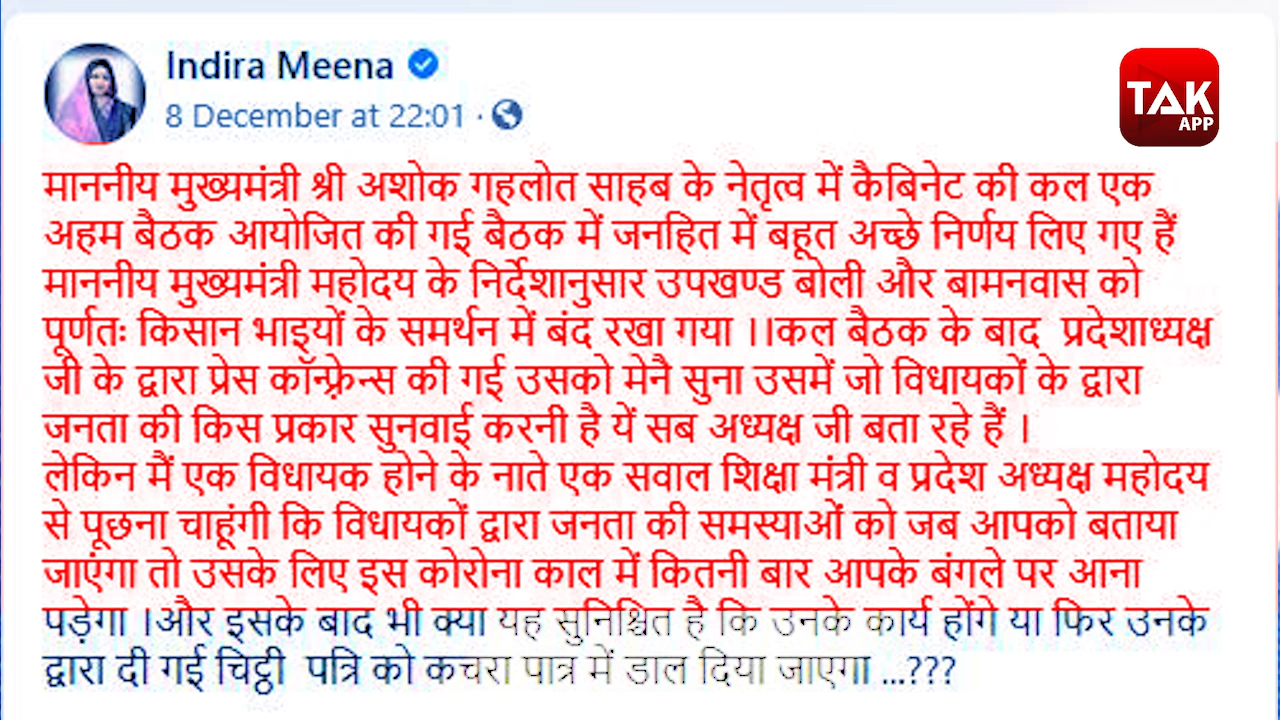 Indira Meena
8 December at 22:01 ·
TAK
APP
माननीय मुख्यमंत्री श्री अशोक गहलोत साहब के नेतृत्व में कैबिनेट की कल एक
अहम बैठक आयोजित की गई बैठक में जनहित में बहुत अच्छे निर्णय लिए गए हैं
माननीय मुख्यमंत्री महोदय के निर्देशानुसार उपखण्ड बोली और बामनवास को
पूर्णतः किसान भाइयों के समर्थन में बंद रखा गया ।।कल बैठक के बाद प्रदेशाध्यक्ष
जी के द्वारा प्रेस कॉन्फ़्रेन्स की गई उसको मेनै सुना उसमें जो विधायकों के द्वारा
जनता की किस प्रकार सुनवाई करनी है यें सब अध्यक्ष जी बता रहे हैं ।
लेकिन मैं एक विधायक होने के नाते एक सवाल शिक्षा मंत्री व प्रदेश अध्यक्ष महोदय
से पूछना चाहूंगी कि विधायकों द्वारा जनता की समस्याओं को जब आपको बताया
जाएंगा तो उसके लिए इस कोरोना काल में कितनी बार आपके बंगले पर आना
पड़ेगा ।और इसके बाद भी क्या यह सुनिश्चित है कि उनके कार्य होंगे या फिर उनके
द्वारा दी गई चिट्ठी पत्रि को कचरा पात्र में डाल दिया जाएगा ...???